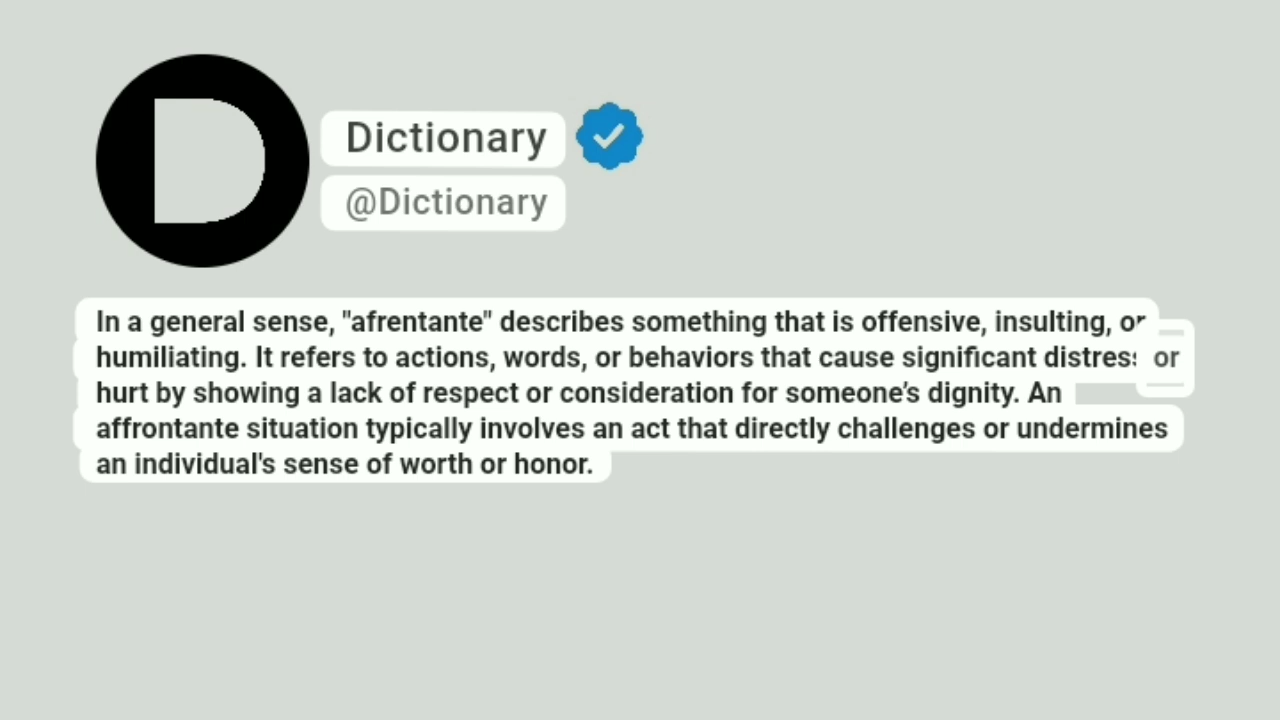 Dictionary
@Dictionary
In a general sense, "afrentante" describes something that is offensive, insulting, or
humiliating. It refers to actions, words, or behaviors that cause significant distress or
hurt by showing a lack of respect or consideration for someone’s dignity. An
affrontante situation typically involves an act that directly challenges or undermines
an individual's sense of worth or honor.